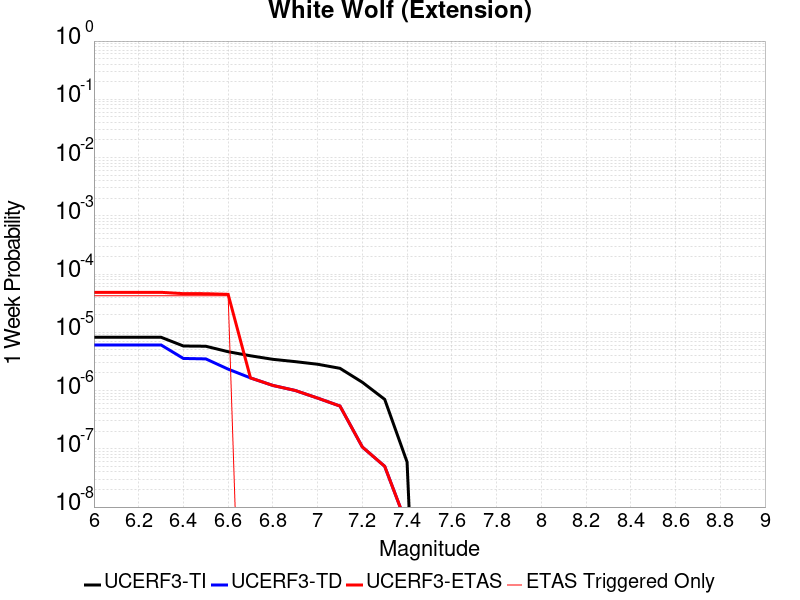 White Wolf (Extension)
1 Week Probability
10^0
10^-1
10^-2
10^-3
10^-4
10^-5
10^-6
10^-7
10^-8
6 6.2 6.4 6.6 6.8 7 7.2 7.4 7.6 7.8 8 8.2 8.4 8.6 8.8 9
Magnitude
UCERF3-TI UCERF3-TD UCERF3-ETAS ETAS Triggered Only